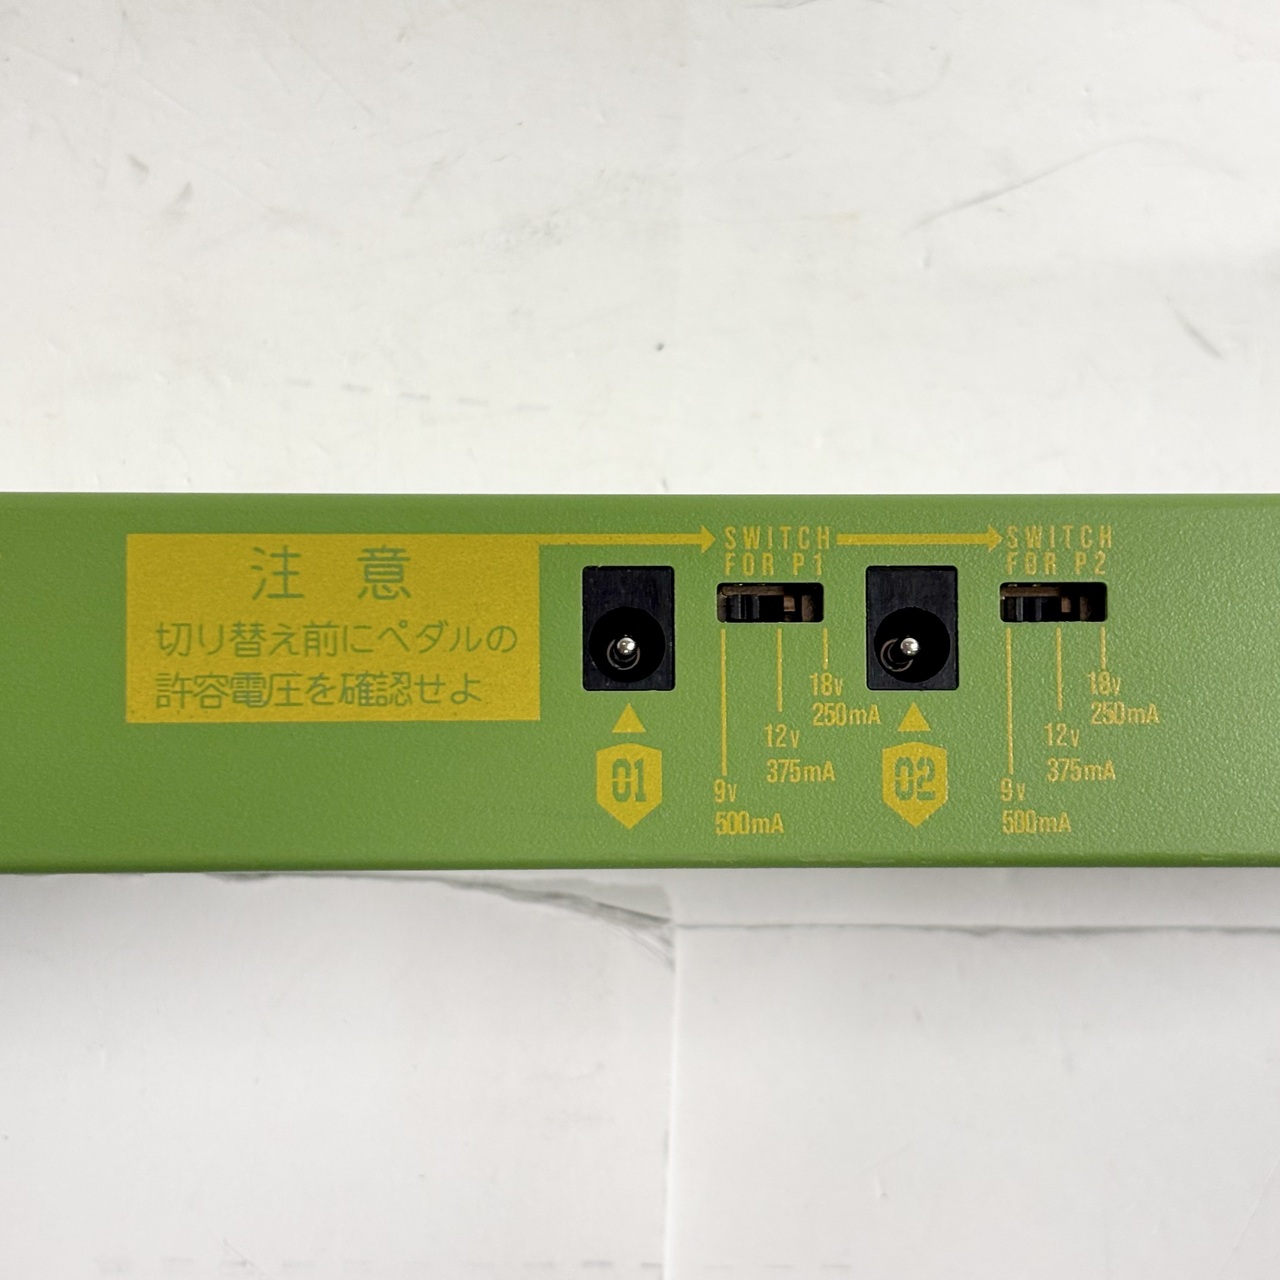 注 意
切り替え前にペダルの
許容電圧を確認せよ
SWITCH
FOR P1
18v
250mA
12v
375mA
9v
500mA
01
SWITCH
FOR P2
18v
250mA
12v
375mA
9v
500mA
02